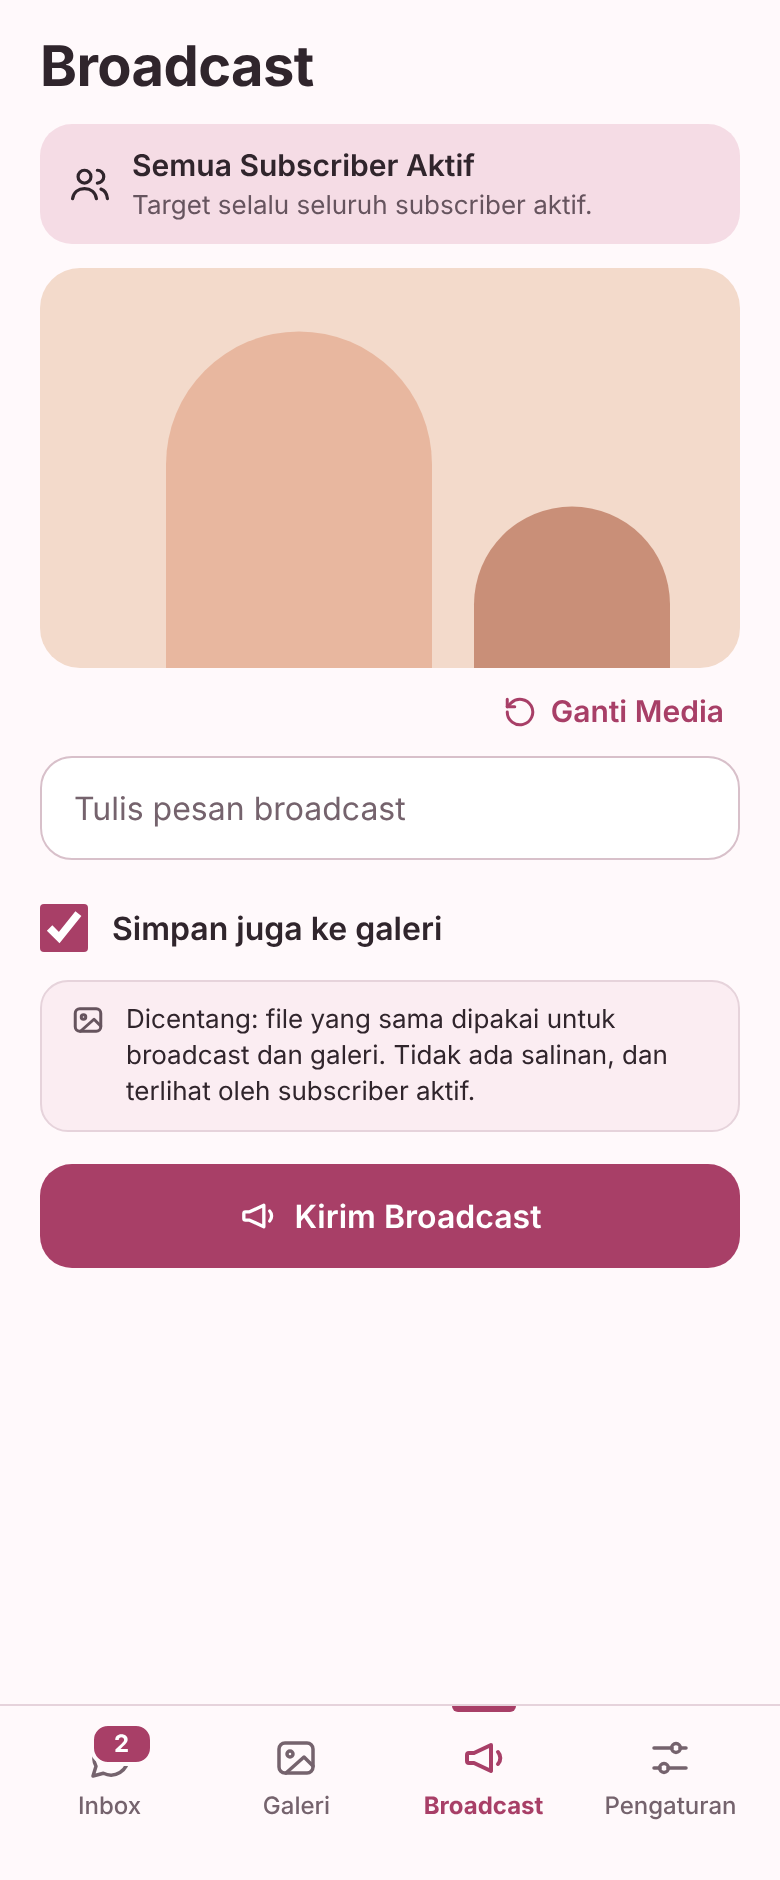 Broadcast
Semua Subscriber Aktif
Target selalu seluruh subscriber aktif.
Ganti Media
Tulis pesan broadcast
Simpan juga ke galeri
Dicentang: file yang sama dipakai untuk
broadcast dan galeri. Tidak ada salinan, dan
terlihat oleh subscriber aktif.
Kirim Broadcast
2
Inbox
Galeri
Broadcast
Pengaturan